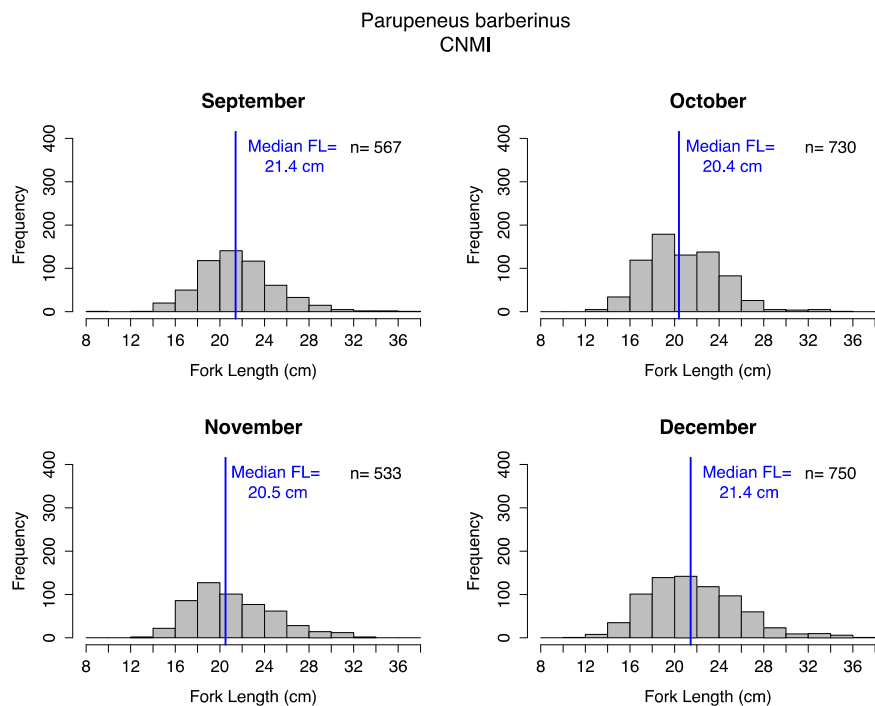 Parupeneus barberinus
CNMI
September
Median FL=
21.4 cm
n= 567
Frequency
0 100 200 300 400
8 12 16 20 24 28 32 36
Fork Length (cm)
October
Median FL=
20.4 cm
n= 730
Frequency
0 100 200 300 400
8 12 16 20 24 28 32 36
Fork Length (cm)
November
Median FL=
20.5 cm
n= 533
Frequency
0 100 200 300 400
8 12 16 20 24 28 32 36
Fork Length (cm)
December
Median FL=
21.4 cm
n= 750
Frequency
0 100 200 300 400
8 12 16 20 24 28 32 36
Fork Length (cm)